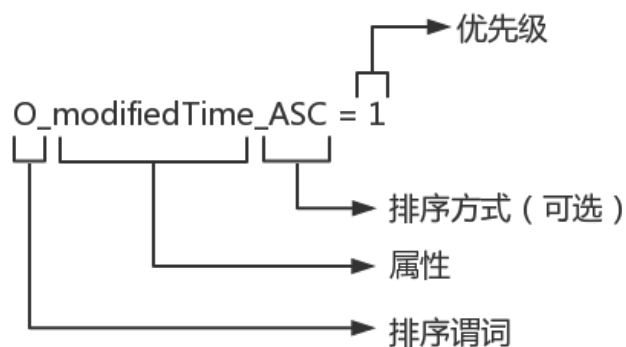 优先级
O_modifiedTime_ASC = 1
排序方式（可选）
属性
排序谓词